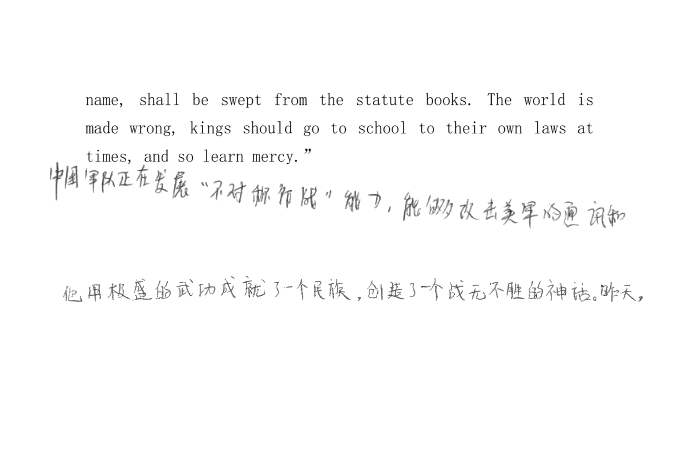 name, shall be swept from the statute books. The world is
made wrong, kings should go to school to their own laws at
times, and so learn mercy.”
中国军队正在发展“不对称作战”能力,能够攻击美军的通讯和
他用极盛的武功成就了一个民族,创造了一个战无不胜的神话。昨天,